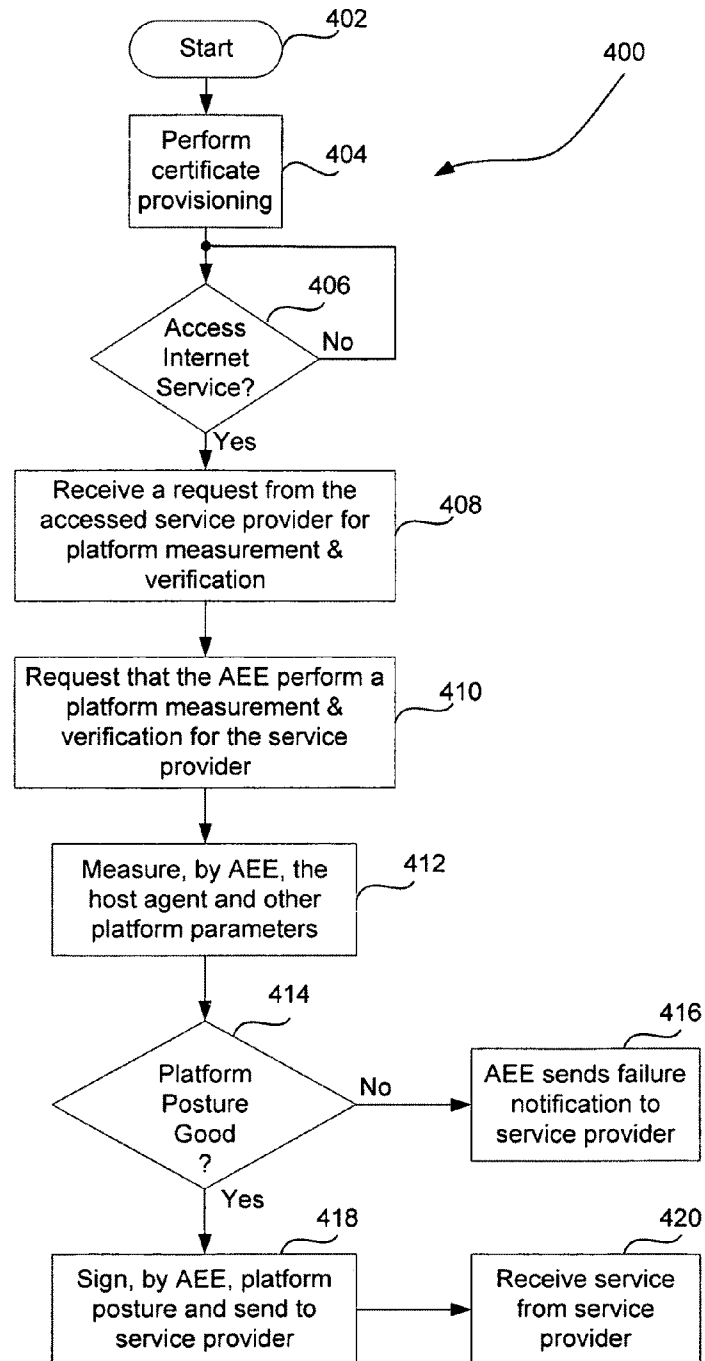 Start
402
400
Perform
certificate
provisioning
404
406
Access
Internet
Service?
No
Yes
Receive a request from the
accessed service provider for
platform measurement &
verification
408
Request that the AEE perform a
platform measurement &
verification for the service
provider
410
Measure, by AEE, the
host agent and other
platform parameters
412
414
Platform
Posture
Good
?
No
416
AEE sends failure
notification to
service provider
Yes
418
Sign, by AEE, platform
posture and send to
service provider
420
Receive service
from service
provider